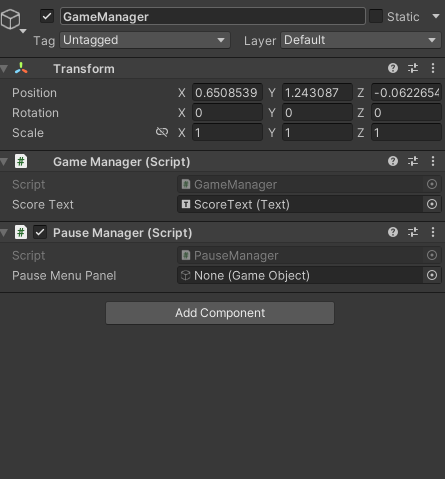 GameManager
Static
Tag Untagged Layer Default
Transform
Position X 0.6508539 Y 1.243087 Z -0.0622654
Rotation X 0 Y 0 Z 0
Scale X 1 Y 1 Z 1
# Game Manager (Script)
Script # GameManager
Score Text T ScoreText (Text)
# Pause Manager (Script)
Script # PauseManager
Pause Menu Panel None (Game Object)
Add Component